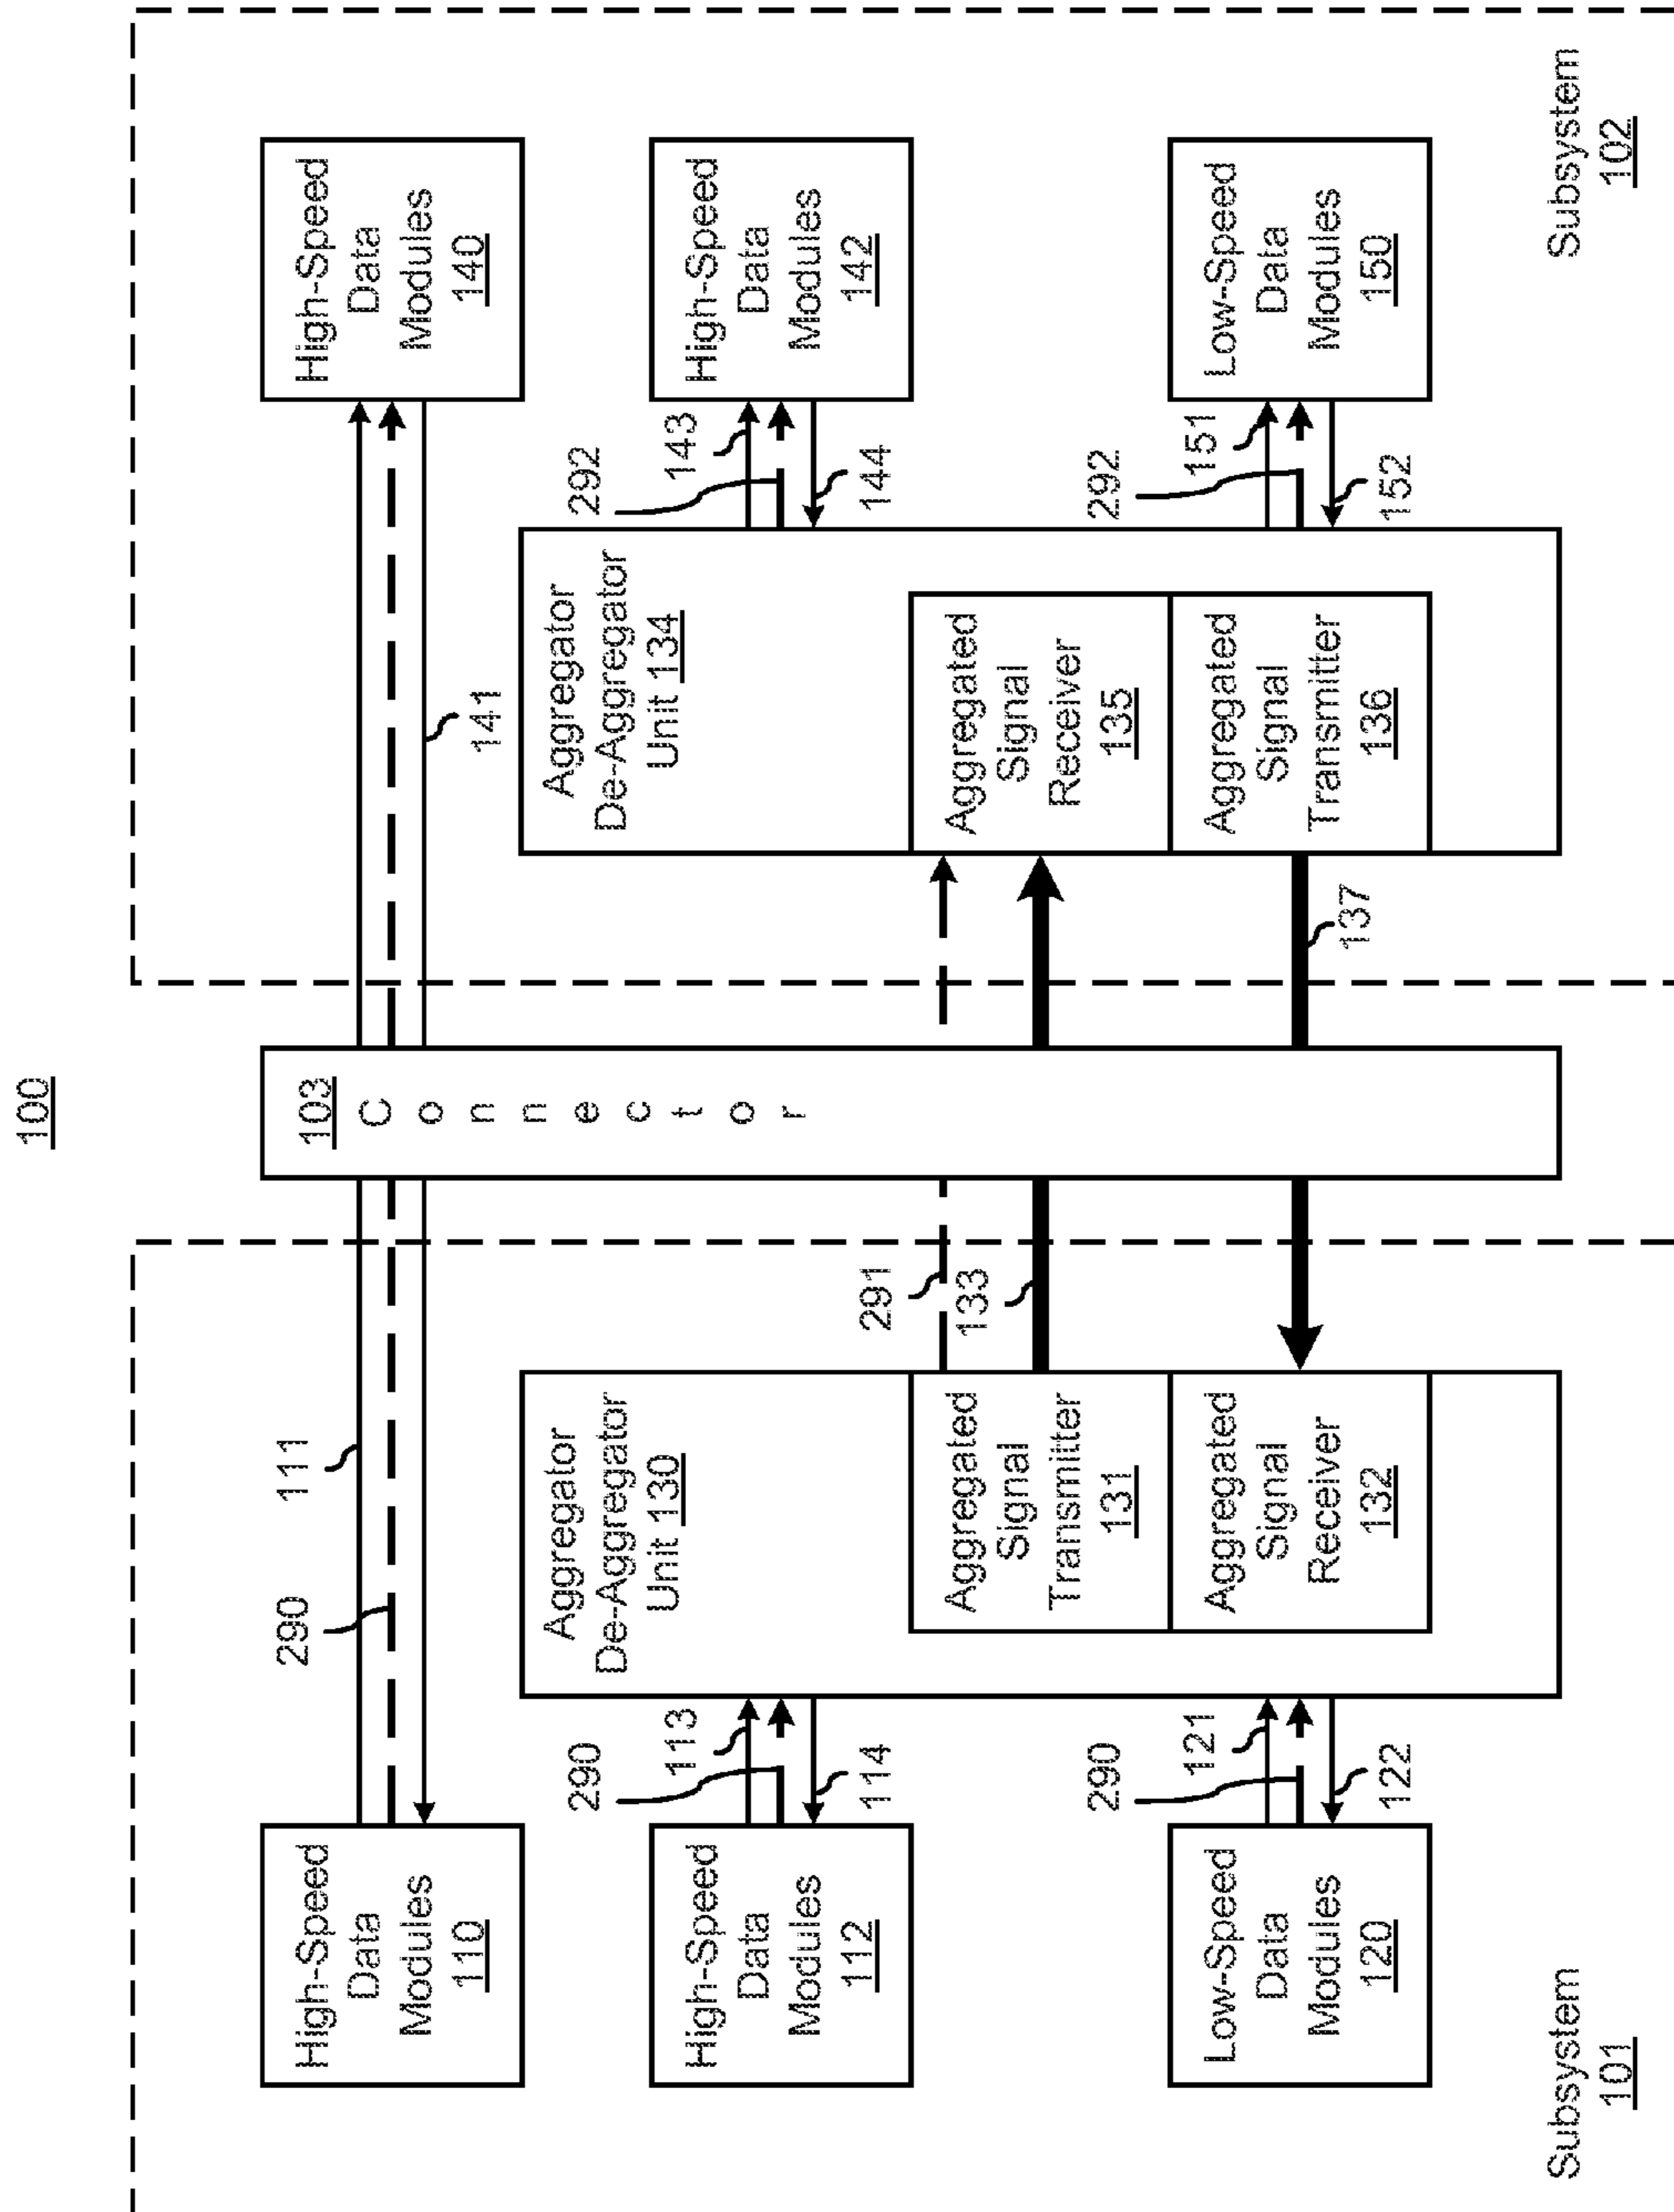 100
Subsystem
101
High-Speed
Data
Modules
110
High-Speed
Data
Modules
112
Low-Speed
Data
Modules
120
290
111
290
113
114
290
121
122
Aggregator
De-Aggregator
Unit 130
Aggregated
Signal
Transmitter
131
Aggregated
Signal
Receiver
132
291
133
103
C
o
n
n
e
c
t
o
r
137
141
Aggregator
De-Aggregator
Unit 134
Aggregated
Signal
Receiver
135
Aggregated
Signal
Transmitter
136
292
143
144
292
151
152
High-Speed
Data
Modules
140
High-Speed
Data
Modules
142
Low-Speed
Data
Modules
150
Subsystem
102